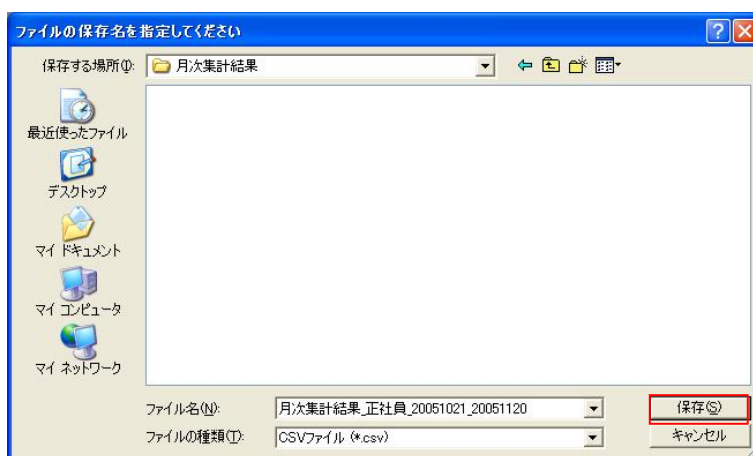 ファイルの保存名を指定してください
保存する場所(I): 月次集計結果
最近使ったファイル
デスクトップ
マイ ドキュメント
マイ コンピュータ
マイ ネットワーク
ファイル名(N): 月次集計結果_正社員_20051021_20051120 保存(S)
ファイルの種類(T): CSVファイル (*.csv) キャンセル